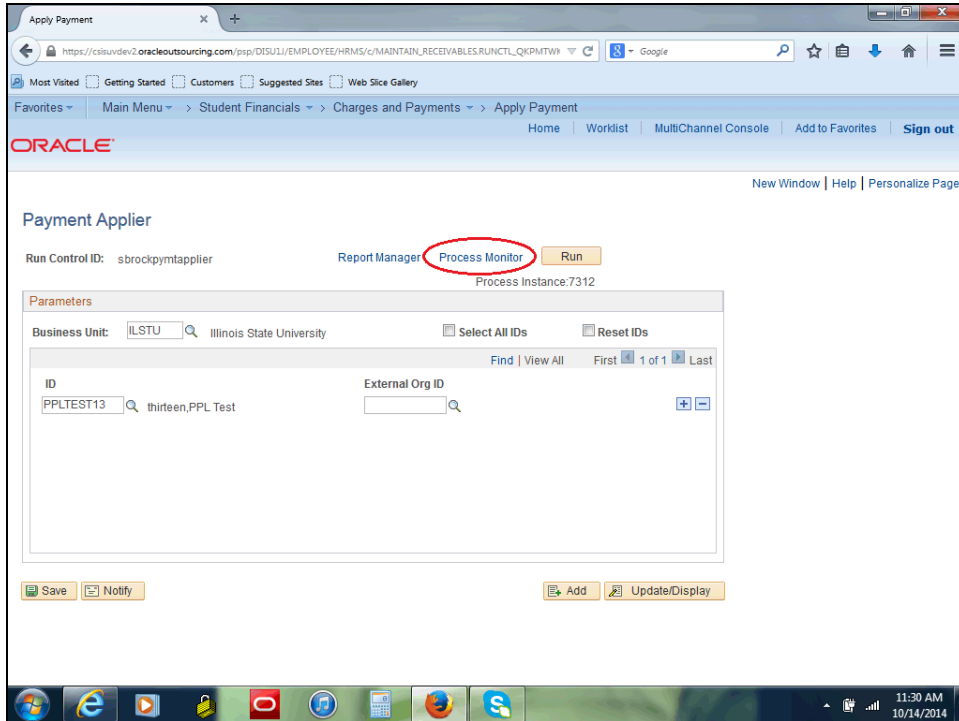 Apply Payment
https://csisuvdev2.oracleoutsourcing.com/psp/DISU1J/EMPLOYEE/HRMS/c/MAINTAIN_RECEIVABLES.RUNCTL_QKPMTWK
Google
Most Visited Getting Started Customers Suggested Sites Web Slice Gallery
Favorites Main Menu > Student Financials > Charges and Payments > Apply Payment
Home Worklist MultiChannel Console Add to Favorites Sign out
ORACLE
New Window | Help | Personalize Page
Payment Applier
Run Control ID: sbrockpymtapplier Report Manager Process Monitor Run
Process Instance:7312
Parameters
Business Unit: ILSTU Illinois State University Select All IDs Reset IDs
Find | View All First 1 of 1 Last
ID External Org ID
PPLTEST13 thirteen,PPL Test
Save Notify Add Update/Display
11:30 AM
10/14/2014